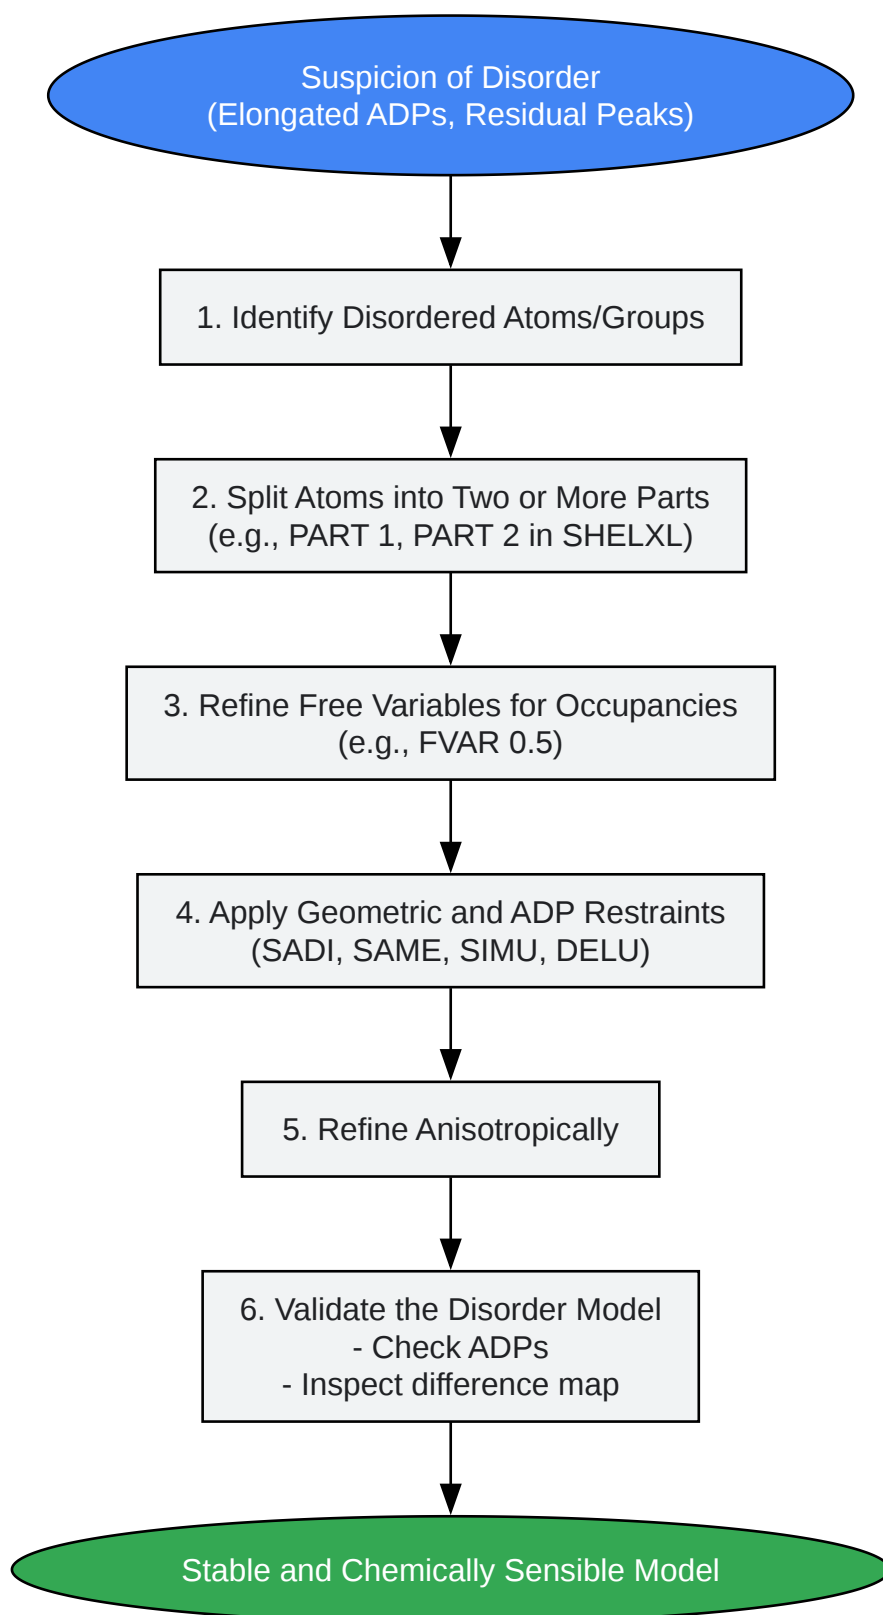 Suspicion of Disorder
(Elongated ADPs, Residual Peaks)
1. Identify Disordered Atoms/Groups
2. Split Atoms into Two or More Parts
(e.g., PART 1, PART 2 in SHELXL)
3. Refine Free Variables for Occupancies
(e.g., FVAR 0.5)
4. Apply Geometric and ADP Restraints
(SADI, SAME, SIMU, DELU)
5. Refine Anisotropically
6. Validate the Disorder Model
- Check ADPs
- Inspect difference map
Stable and Chemically Sensible Model